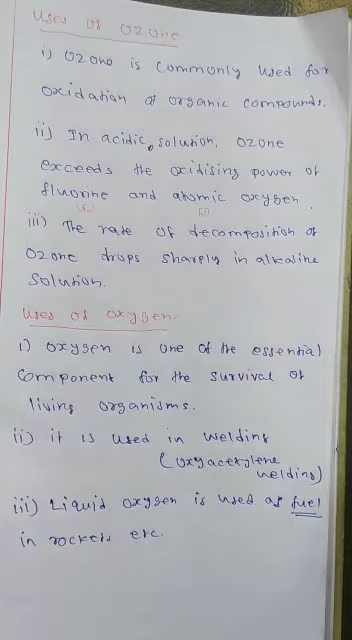 Uses of Ozone
i) Ozone is commonly used for
oxidation of organic compounds.
ii) In acidic solution, ozone
exceeds the oxidising power of
fluorine and atomic oxygen.
iii) The rate of decomposition of
Ozone drops sharply in alkaline
solution.
Uses of oxygen-
i) oxygen is one of the essential
component for the survival of
living organisms.
ii) it is used in welding
(oxyacetylene
welding)
iii) Liquid oxygen is used as fuel
in rockets etc.